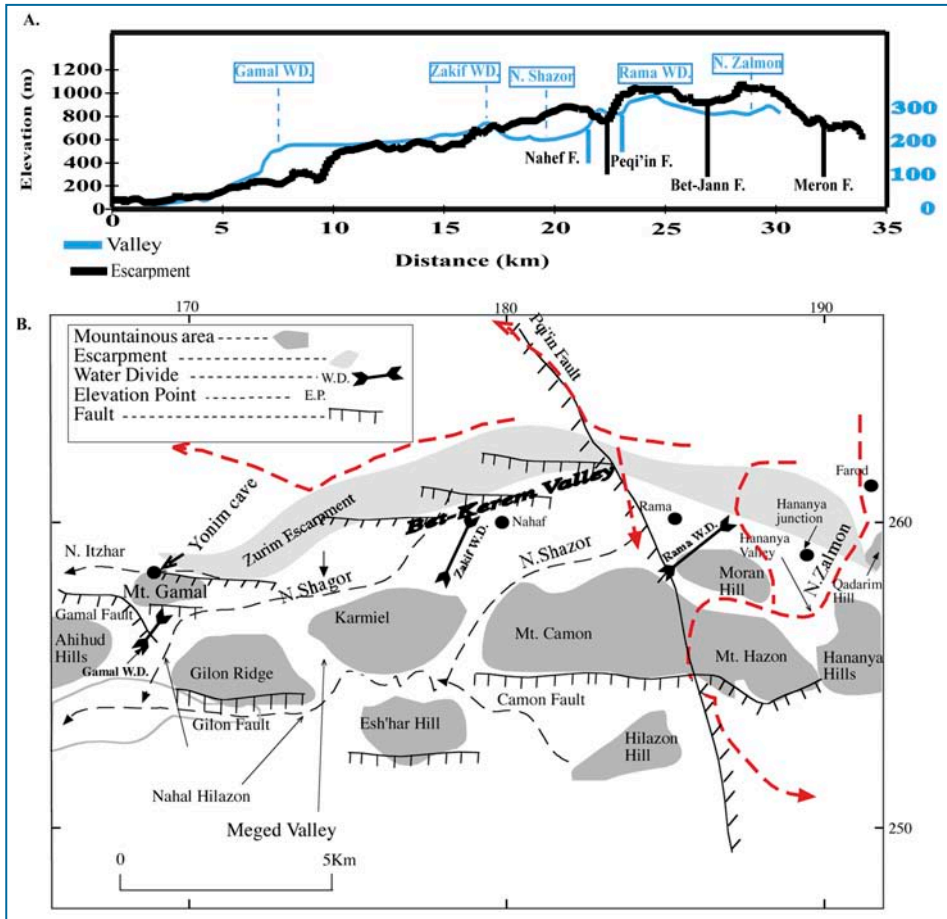 A.
Gamal WD.
Zakif WD.
N. Shazor
Rama WD.
N. Zalmon
Elevation (m)
1200
1000
800
600
400
200
0
300
200
100
0
Nahef F.
Peqi'in F.
Bet-Jann F.
Meron F.
0 5 10 15 20 25 30 35
Distance (km)
Valley
Escarpment
B.
170 180 190
Mountainous area
Escarpment
Water Divide W.D.
Elevation Point E.P.
Fault
Pqi'in Fault
Yonim cave
Zurim Escarpment
Bet-Kerem Valley
Farod
Rama
Hananya
junction
Nahaf
260
N. Itzhar
Zakif W.D.
N.Shazor
Rama W.D.
Hananya
Valley
N.Zalmon
Mt. Gamal
N.Shagor
Moran
Hill
Qadarim
Hill
Gamal Fault
Karmiel
Ahihud
Hills
Mt. Camon
Gamal W.D.
Gilon Ridge
Mt. Hazon
Hananya
Hills
Gilon Fault
Camon Fault
Esh'har Hill
Hilazon
Hill
Nahal Hilazon
Meged Valley
250
0 5Km